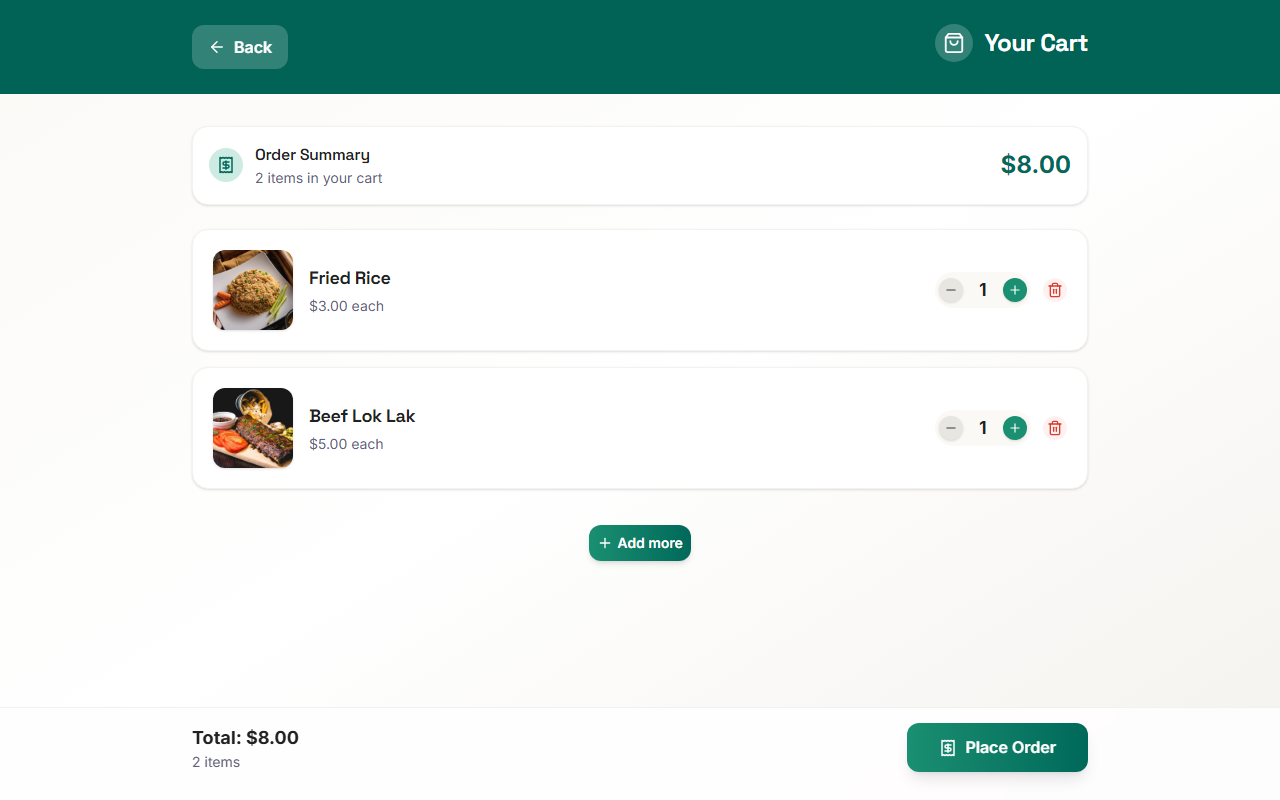 Back
Your Cart
Order Summary
2 items in your cart
$8.00
Fried Rice
$3.00 each
1
Beef Lok Lak
$5.00 each
1
Add more
Total: $8.00
2 items
Place Order